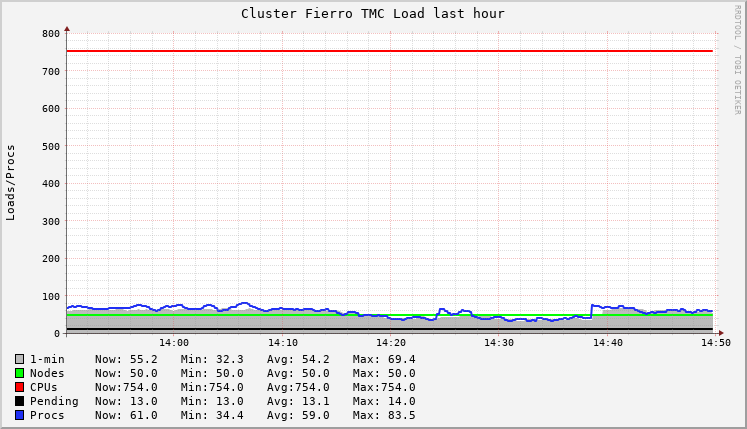 Cluster Fierro TMC Load last hour
RRDTOOL / TOBI OETIKER
Loads/Procs
800
700
600
500
400
300
200
100
0
14:00 14:10 14:20 14:30 14:40 14:50
1-min Now: 55.2 Min: 32.3 Avg: 54.2 Max: 69.4
Nodes Now: 50.0 Min: 50.0 Avg: 50.0 Max: 50.0
CPUs Now:754.0 Min:754.0 Avg:754.0 Max:754.0
Pending Now: 13.0 Min: 13.0 Avg: 13.1 Max: 14.0
Procs Now: 61.0 Min: 34.4 Avg: 59.0 Max: 83.5